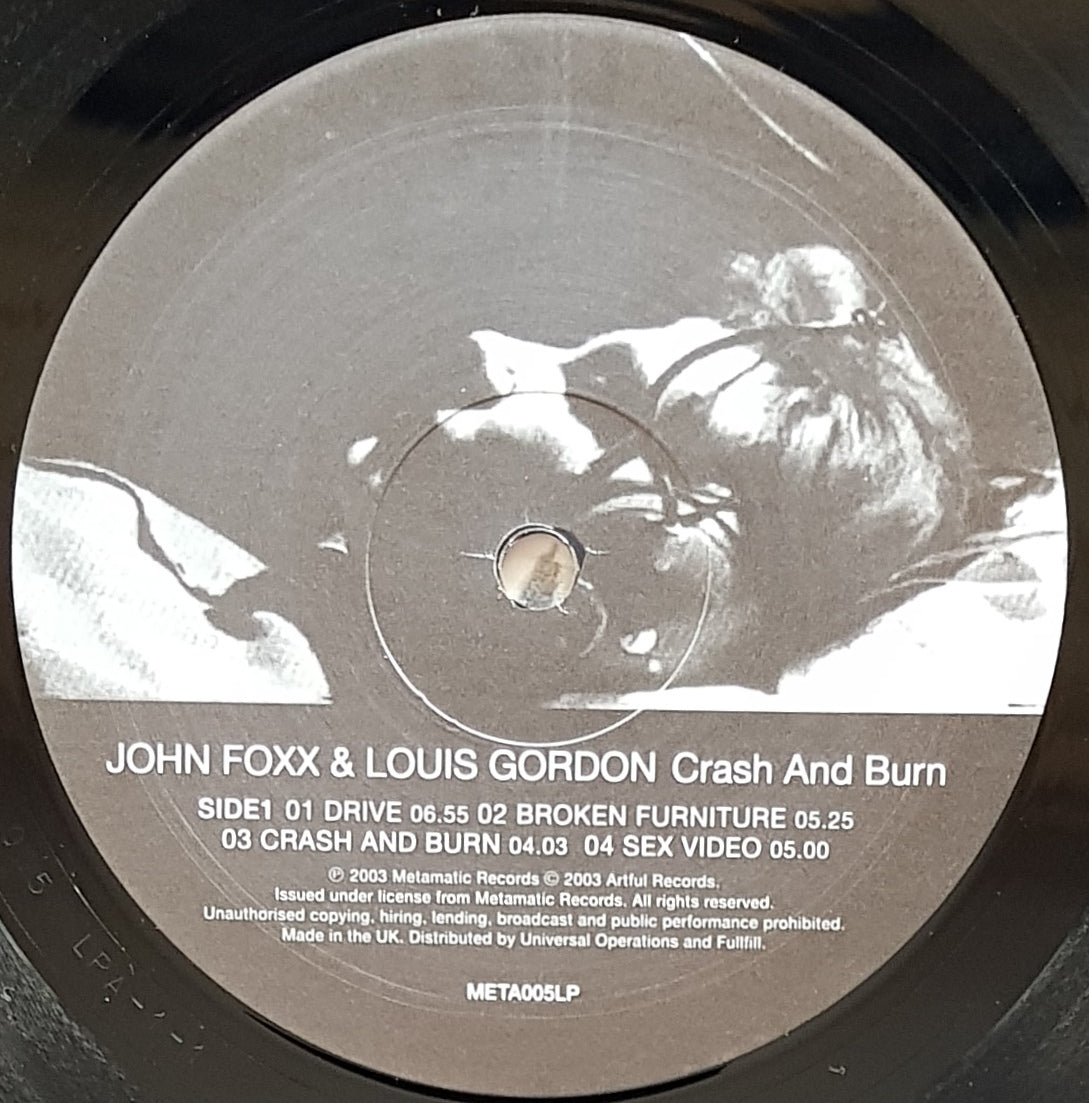 JOHN FOXX & LOUIS GORDON Crash And Burn
SIDE1 01 DRIVE 06.55 02 BROKEN FURNITURE 05.25
03 CRASH AND BURN 04.03 04 SEX VIDEO 05.00
℗ 2003 Metamatic Records © 2003 Artful Records.
Issued under license from Metamatic Records. All rights reserved.
Unauthorised copying, hiring, lending, broadcast and public performance prohibited.
Made in the UK. Distributed by Universal Operations and Fullfill.
META005LP